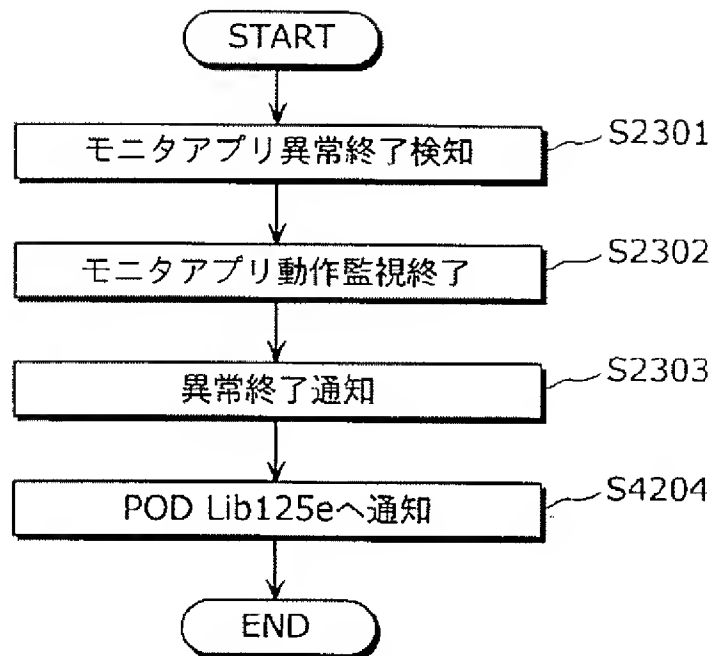 START
モニタアプリ異常終了検知
S2301
モニタアプリ動作監視終了
S2302
異常終了通知
S2303
POD Lib125eへ通知
S4204
END